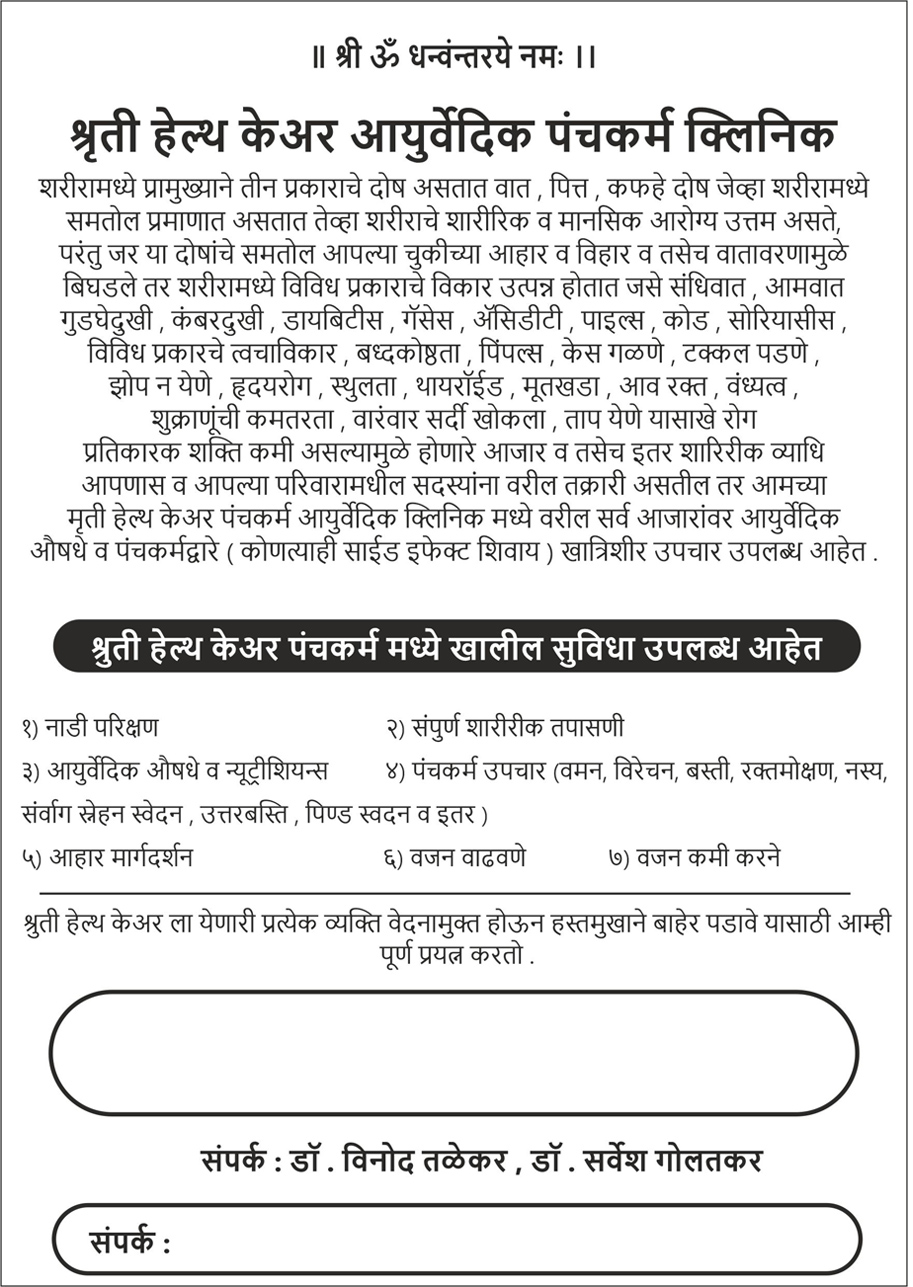 ॥ श्री ॐ धन्वंन्तरये नमः ।।
श्रृती हेल्थ केअर आयुर्वेदिक पंचकर्म क्लिनिक
शरीरामध्ये प्रामुख्याने तीन प्रकाराचे दोष असतात वात , पित्त , कफहे दोष जेव्हा शरीरामध्ये
समतोल प्रमाणात असतात तेव्हा शरीराचे शारीरिक व मानसिक आरोग्य उत्तम असते,
परंतु जर या दोषांचे समतोल आपल्या चुकीच्या आहार व विहार व तसेच वातावरणामुळे
बिघडले तर शरीरामध्ये विविध प्रकाराचे विकार उत्पन्न होतात जसे संधिवात , आमवात
गुडघेदुखी , कंबरदुखी , डायबिटीस , गॅसेस , ॲसिडीटी , पाइल्स , कोड , सोरियासीस ,
विविध प्रकारचे त्वचाविकार , बध्दकोष्ठता , पिंपल्स , केस गळणे , टक्कल पडणे ,
झोप न येणे , हृदयरोग , स्थुलता , थायरॉईड , मूतखडा , आव रक्त , वंध्यत्व ,
शुक्राणूंची कमतरता , वारंवार सर्दी खोकला , ताप येणे यासाखे रोग
प्रतिकारक शक्ति कमी असल्यामुळे होणारे आजार व तसेच इतर शारिरीक व्याधि
आपणास व आपल्या परिवारामधील सदस्यांना वरील तक्रारी असतील तर आमच्या
मृती हेल्थ केअर पंचकर्म आयुर्वेदिक क्लिनिक मध्ये वरील सर्व आजारांवर आयुर्वेदिक
औषधे व पंचकर्मद्वारे ( कोणत्याही साईड इफेक्ट शिवाय ) खात्रिशीर उपचार उपलब्ध आहेत .
श्रुती हेल्थ केअर पंचकर्म मध्ये खालील सुविधा उपलब्ध आहेत
१) नाडी परिक्षण २) संपुर्ण शारीरीक तपासणी
३) आयुर्वेदिक औषधे व न्यूट्रीशियन्स ४) पंचकर्म उपचार (वमन, विरेचन, बस्ती, रक्तमोक्षण, नस्य,
संर्वाग स्नेहन स्वेदन , उत्तरबस्ति , पिण्ड स्वदन व इतर )
५) आहार मार्गदर्शन ६) वजन वाढवणे ७) वजन कमी करने
श्रुती हेल्थ केअर ला येणारी प्रत्येक व्यक्ति वेदनामुक्त होऊन हस्तमुखाने बाहेर पडावे यासाठी आम्ही
पूर्ण प्रयत्न करतो .
संपर्क : डॉ . विनोद तळेकर , डॉ . सर्वेश गोलतकर
संपर्क :